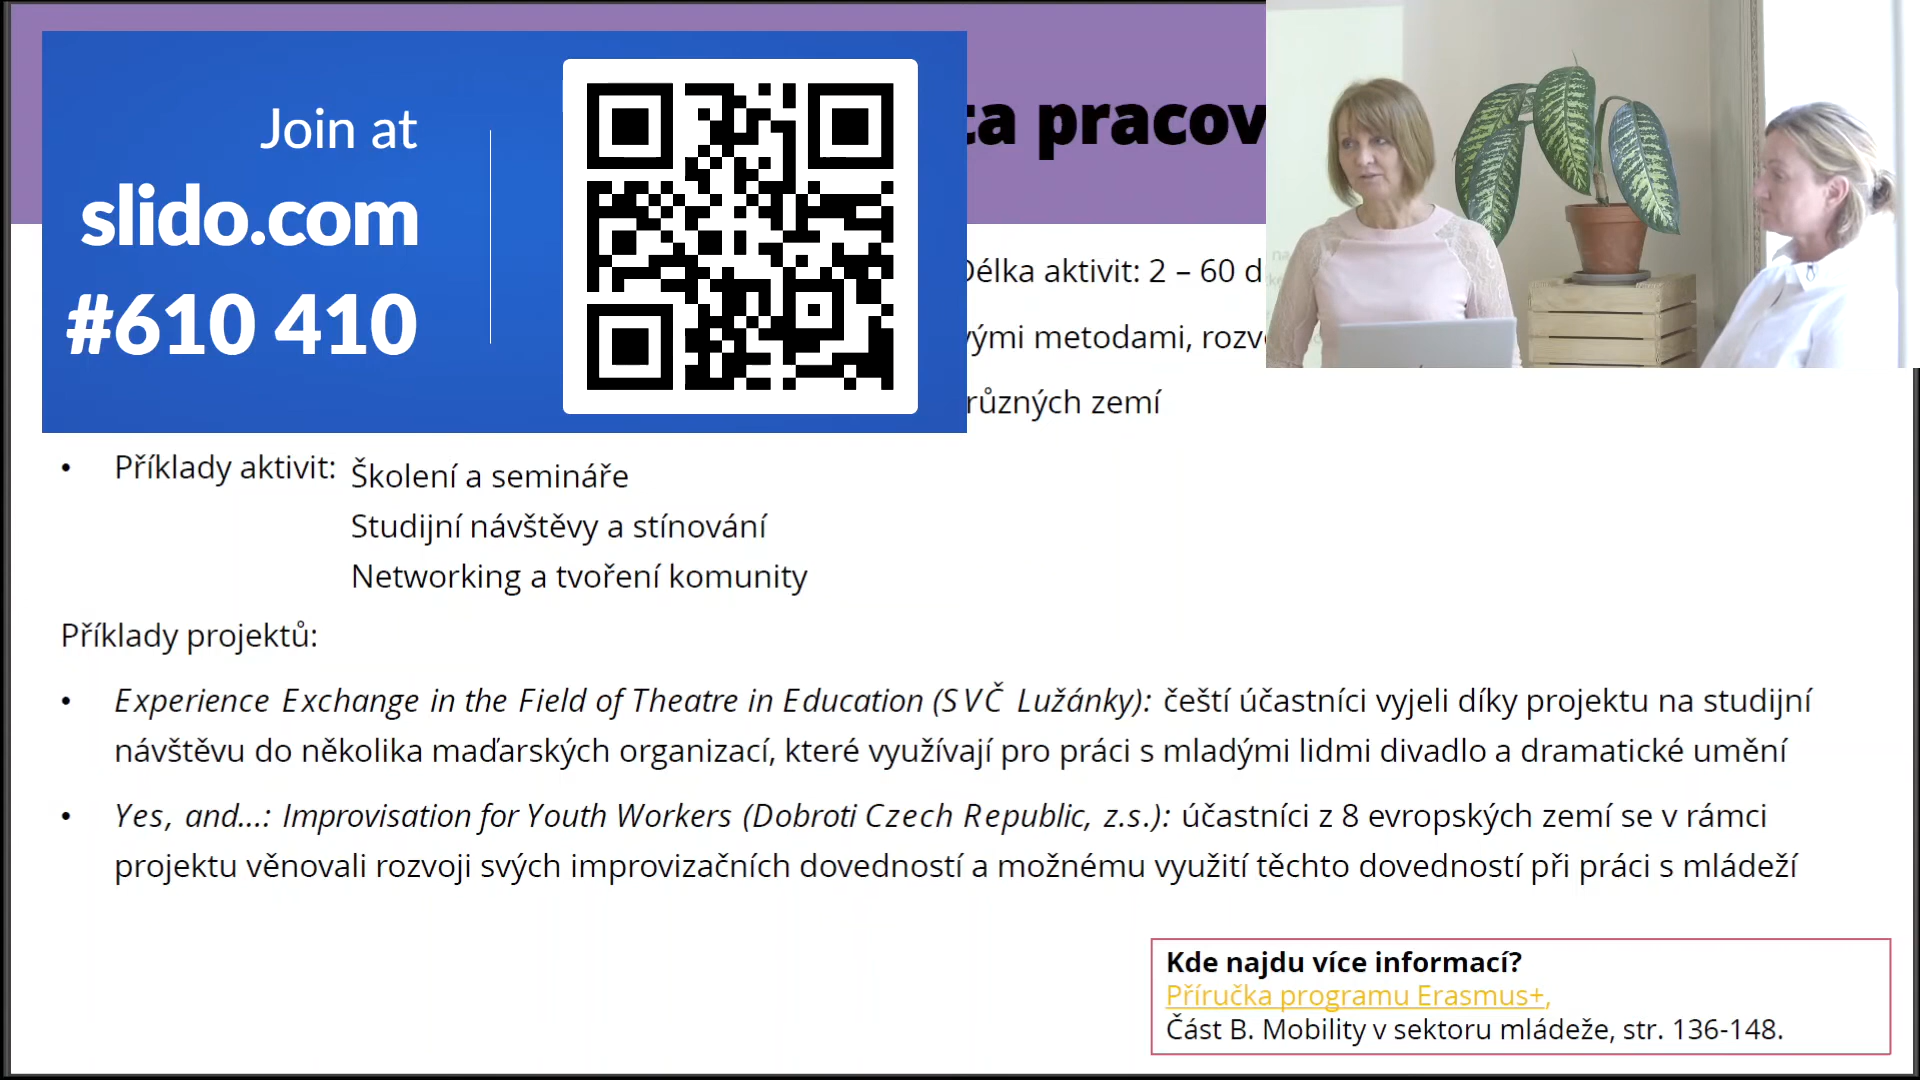 Join at
slido.com
#610 410
ta pracov
Délka aktivit: 2 – 60 d
vými metodami, rozv
různých zemí
• Příklady aktivit: Školení a semináře
Studijní návštěvy a stínování
Networking a tvoření komunity
Příklady projektů:
• Experience Exchange in the Field of Theatre in Education (SVČ Lužánky): čeští účastníci vyjeli díky projektu na studijní
návštěvu do několika maďarských organizací, které využívají pro práci s mladými lidmi divadlo a dramatické umění
• Yes, and...: Improvisation for Youth Workers (Dobroti Czech Republic, z.s.): účastníci z 8 evropských zemí se v rámci
projektu věnovali rozvoji svých improvizačních dovedností a možnému využití těchto dovedností při práci s mládeží
Kde najdu více informací?
Příručka programu Erasmus+,
Část B. Mobility v sektoru mládeže, str. 136-148.